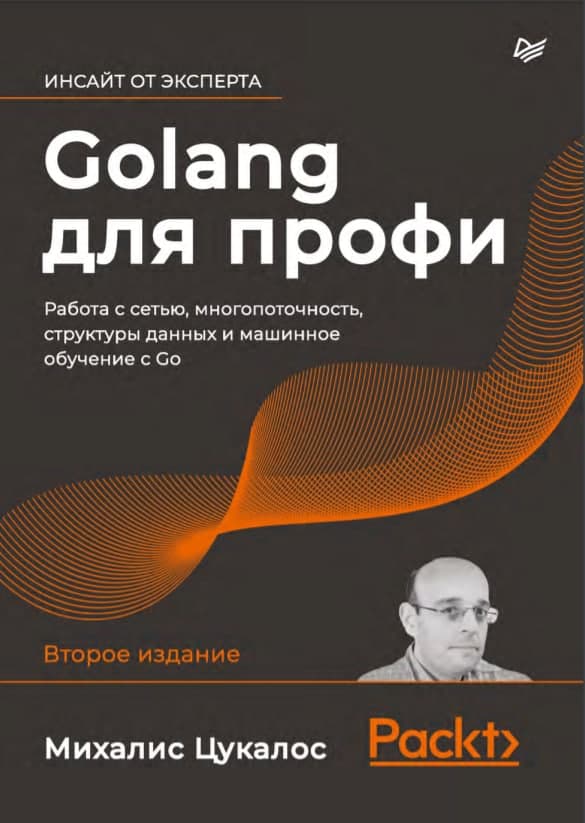 ИНСАЙТ ОТ ЭКСПЕРТА
Golang
для профи
Работа с сетью, многопоточность,
структуры данных и машинное
обучение с Go
Второе издание
Михалис Цукалос
Packt